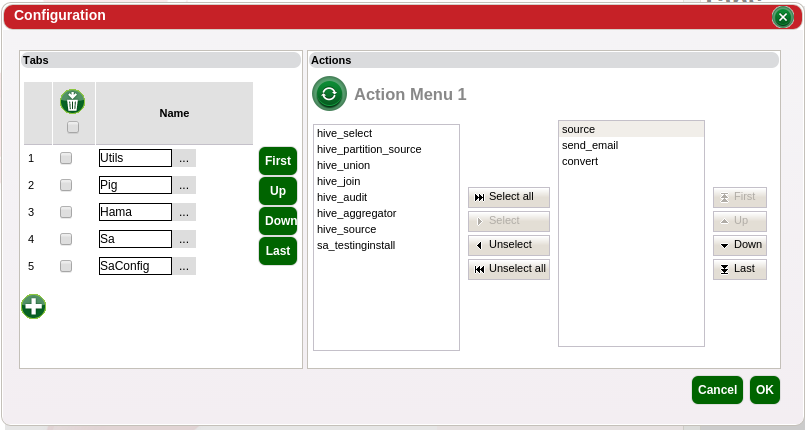 Configuration
Tabs
Name
1 Utils ...
2 Pig ...
3 Hama ...
4 Sa ...
5 SaConfig ...
First
Up
Down
Last
Actions
Action Menu 1
hive_select
hive_partition_source
hive_union
hive_join
hive_audit
hive_aggregator
hive_source
sa_testinginstall
Select all
Select
Unselect
Unselect all
source
send_email
convert
First
Up
Down
Last
Cancel OK